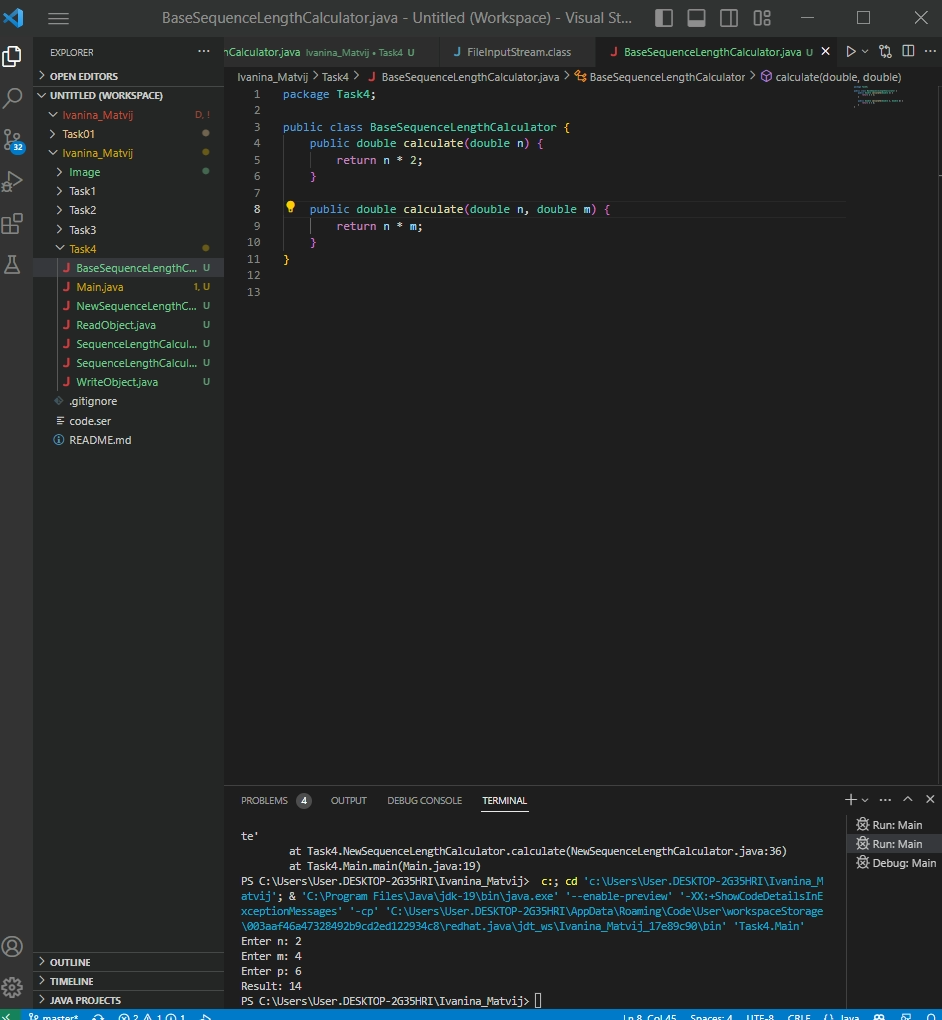 BaseSequenceLengthCalculator.java - Untitled (Workspace) - Visual St...
EXPLORER
OPEN EDITORS
UNTITLED (WORKSPACE)
Ivanina_Matvij D, !
Task01
Ivanina_Matvij
Image
Task1
Task2
Task3
Task4
BaseSequenceLengthC... U
Main.java 1, U
NewSequenceLengthC... U
ReadObject.java U
SequenceLengthCalcul... U
SequenceLengthCalcul... U
WriteObject.java U
.gitignore
code.ser
README.md
32
OUTLINE
TIMELINE
JAVA PROJECTS
nCalculator.java Ivanina_Matvij • Task4 U
FileInputStream.class
BaseSequenceLengthCalculator.java U
Ivanina_Matvij > Task4 > BaseSequenceLengthCalculator.java > BaseSequenceLengthCalculator > calculate(double, double)
1 package Task4;
2
3 public class BaseSequenceLengthCalculator {
4 public double calculate(double n) {
5 return n * 2;
6 }
7
8 public double calculate(double n, double m) {
9 return n * m;
10 }
11 }
12
13
PROBLEMS 4 OUTPUT DEBUG CONSOLE TERMINAL
te'
at Task4.NewSequenceLengthCalculator.calculate(NewSequenceLengthCalculator.java:36)
at Task4.Main.main(Main.java:19)
PS C:\Users\User.DESKTOP-2G35HRI\Ivanina_Matvij> c:; cd 'c:\Users\User.DESKTOP-2G35HRI\Ivanina_M
atvij'; & 'C:\Program Files\Java\jdk-19\bin\java.exe' '--enable-preview' '-XX:+ShowCodeDetailsInE
xceptionMessages' '-cp' 'C:\Users\User.DESKTOP-2G35HRI\AppData\Roaming\Code\User\workspaceStorage
\003aaf46a47328492b9cd2ed122934c8\redhat.java\jdt_ws\Ivanina_Matvij_17e89c90\bin' 'Task4.Main'
Enter n: 2
Enter m: 4
Enter p: 6
Result: 14
PS C:\Users\User.DESKTOP-2G35HRI\Ivanina_Matvij>
Run: Main
Run: Main
Debug: Main
master* 2 1 1 Ln 8, Col 45 Spaces: 4 UTF-8 CRLF {} Java